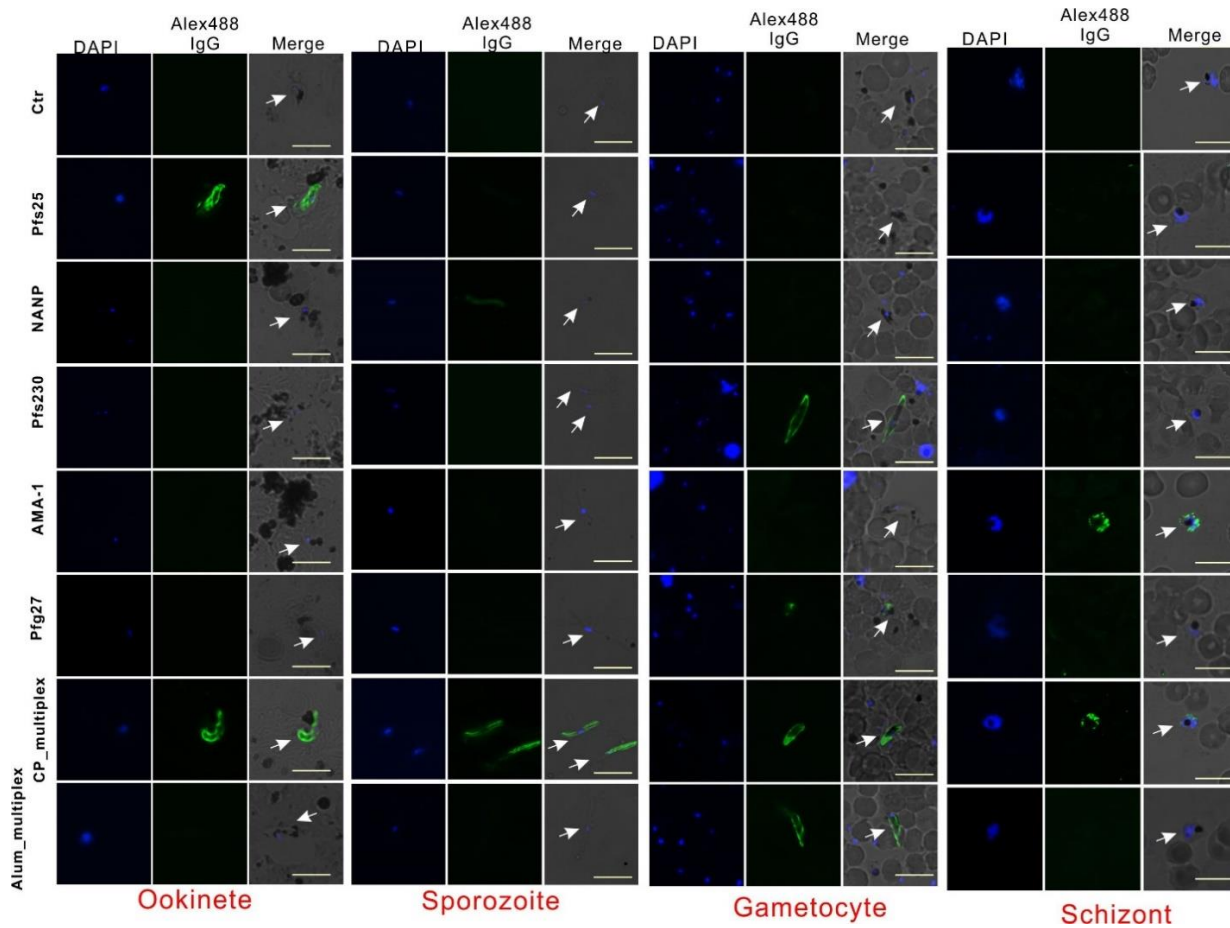 DAPI Alex488 IgG Merge DAPI Alex488 IgG Merge DAPI Alex488 IgG Merge DAPI Alex488 IgG Merge
Ctr
Pfs25
NANP
Pfs230
AMA-1
Pfg27
CP_multiplex
Alum_multiplex
Ookinete Sporozoite Gametocyte Schizont